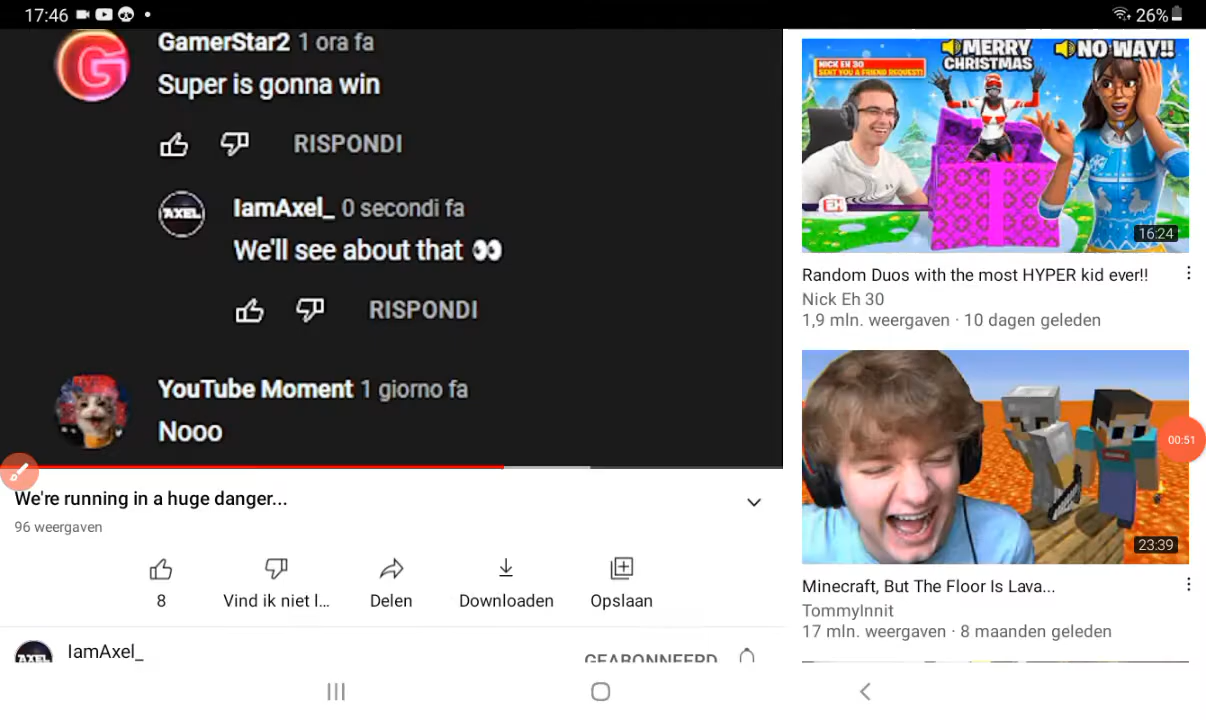 17:46
26%
GamerStar2 1 ora fa
Super is gonna win
RISPONDI
AXEL
IamAxel_ 0 secondi fa
We'll see about that 👀
RISPONDI
YouTube Moment 1 giorno fa
Nooo
We're running in a huge danger...
96 weergaven
8
Vind ik niet l...
Delen
Downloaden
Opslaan
AXEL
IamAxel_
GEABONNEERD
NICK EH 30
SENT YOU A FRIEND REQUEST!
MERRY
CHRISTMAS
NO WAY!!
EH
16:24
Random Duos with the most HYPER kid ever!!
Nick Eh 30
1,9 mln. weergaven · 10 dagen geleden
00:51
23:39
Minecraft, But The Floor Is Lava...
TommyInnit
17 mln. weergaven · 8 maanden geleden